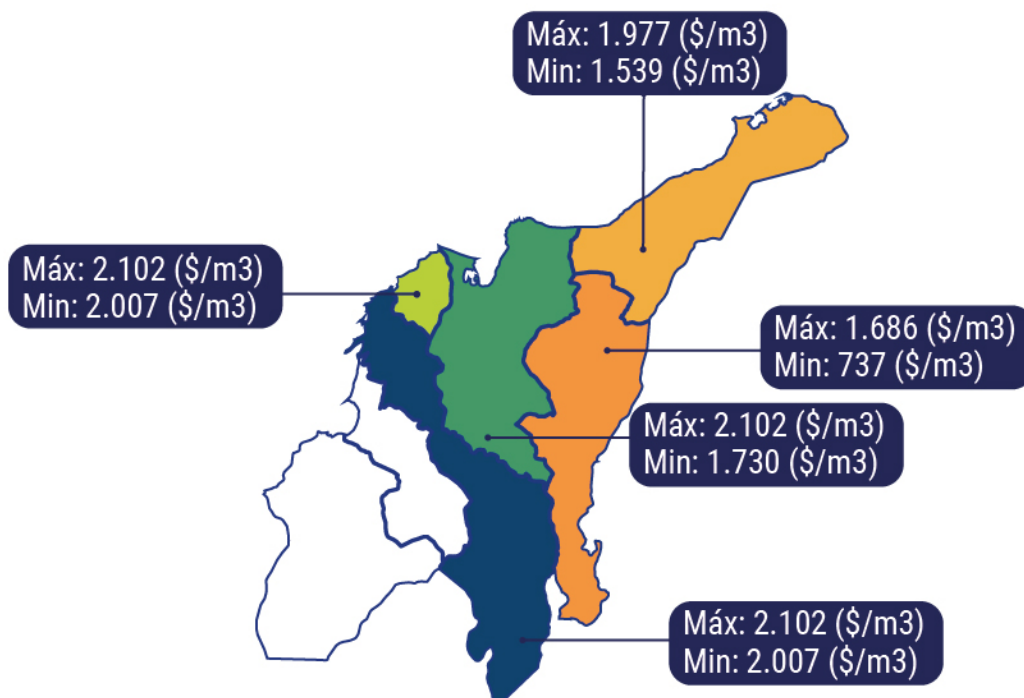 Máx: 1.977 ($/m3)
Min: 1.539 ($/m3)
Máx: 2.102 ($/m3)
Min: 2.007 ($/m3)
Máx: 1.686 ($/m3)
Min: 737 ($/m3)
Máx: 2.102 ($/m3)
Min: 1.730 ($/m3)
Máx: 2.102 ($/m3)
Min: 2.007 ($/m3)